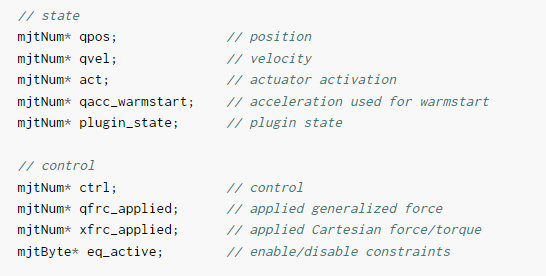 // state
mjtNum* qpos;                // position
mjtNum* qvel;                // velocity
mjtNum* act;                 // actuator activation
mjtNum* qacc_warmstart;      // acceleration used for warmstart
mjtNum* plugin_state;        // plugin state

// control
mjtNum* ctrl;                // control
mjtNum* qfrc_applied;        // applied generalized force
mjtNum* xfrc_applied;        // applied Cartesian force/torque
mjtByte* eq_active;          // enable/disable constraints